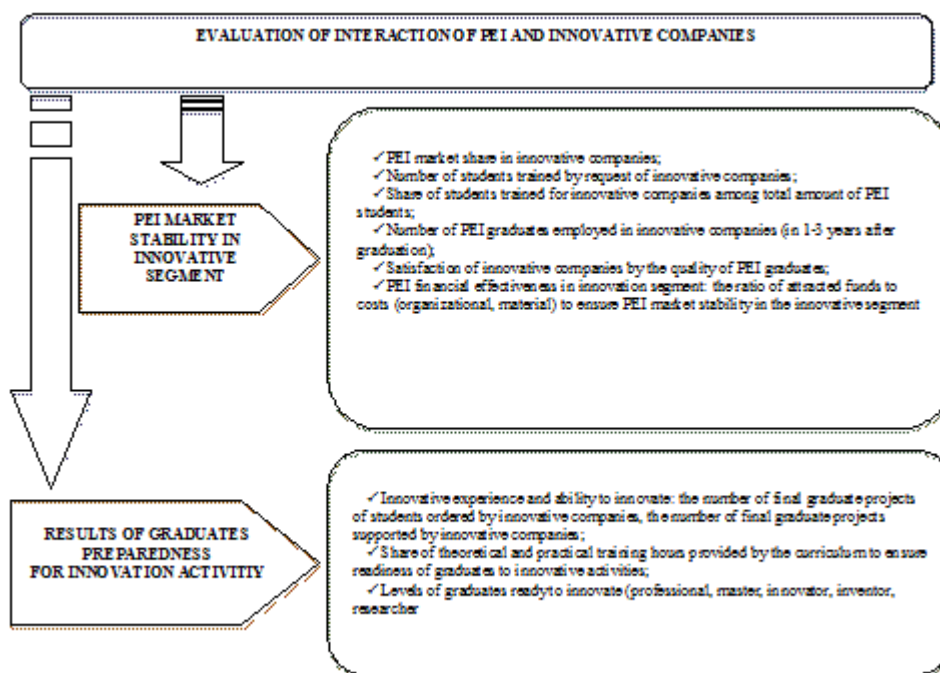 EVALUATION OF INTERACTION OF PEI AND INNOVATIVE COMPANIES
PEI MARKET
STABILITY IN
INNOVATIVE
SEGMENT
✓PEI market share in innovative companies;
✓Number of students trained by request of innovative companies;
✓Share of students trained for innovative companies among total amount of PEI
students;
✓Number of PEI graduates employed in innovative companies (in 1-3 years after
graduation);
✓Satisfaction of innovative companies by the quality of PEI graduates;
✓PEI financial effectiveness in innovation segment: the ratio of attracted funds to
costs (organizational, material) to ensure PEI market stability in the innovative segment
RESULTS OF GRADUATES
PREPAREDNESS
FOR INNOVATION ACTIVITIY
✓Innovative experience and ability to innovate: the number of final graduate projects
of students ordered by innovative companies, the number of final graduate projects
supported by innovative companies;
✓Share of theoretical and practical training hours provided by the curriculum to ensure
readiness of graduates to innovative activities;
✓Levels of graduates ready to innovate (professional, master, innovator, inventor,
researcher